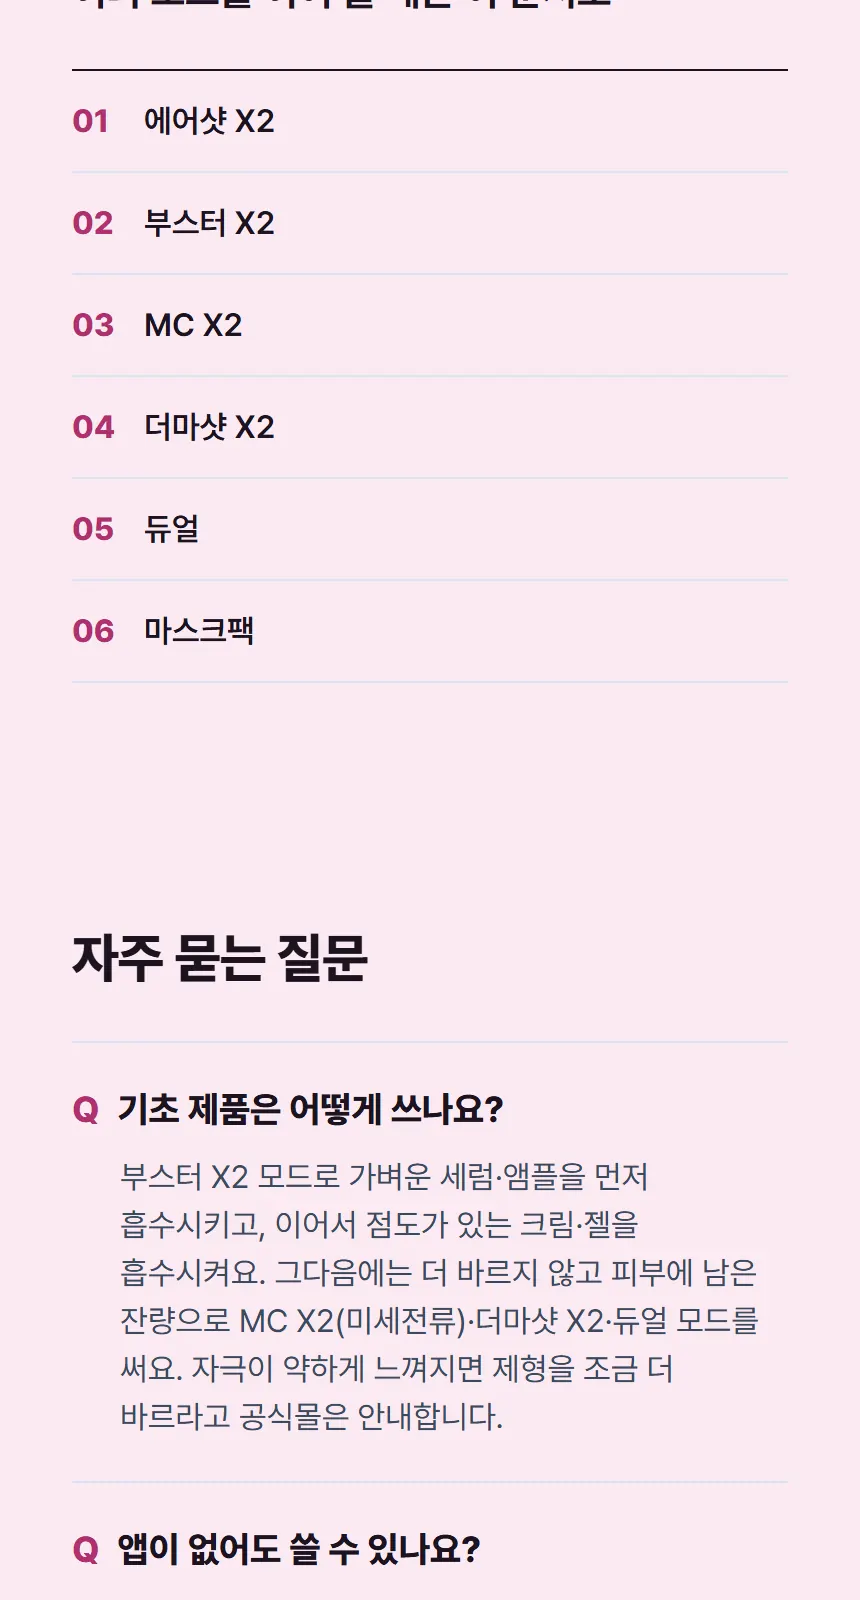 01 에어샷 X2
02 부스터 X2
03 MC X2
04 더마샷 X2
05 듀얼
06 마스크팩
자주 묻는 질문
Q 기초 제품은 어떻게 쓰나요?
부스터 X2 모드로 가벼운 세럼·앰플을 먼저
흡수시키고, 이어서 점도가 있는 크림·젤을
흡수시켜요. 그다음에는 더 바르지 않고 피부에 남은
잔량으로 MC X2(미세전류)·더마샷 X2·듀얼 모드를
써요. 자극이 약하게 느껴지면 제형을 조금 더
바르라고 공식몰은 안내합니다.
Q 앱이 없어도 쓸 수 있나요?